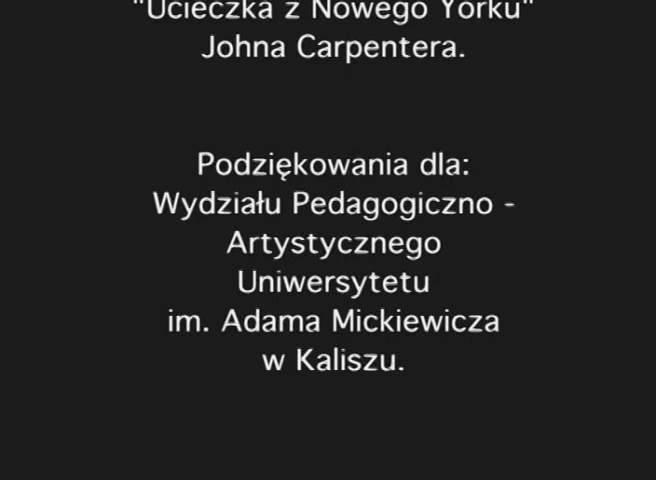 "Ucieczka z Nowego Yorku"
Johna Carpentera.
Podziękowania dla:
Wydziału Pedagogiczno -
Artystycznego
Uniwersytetu
im. Adama Mickiewicza
w Kaliszu.